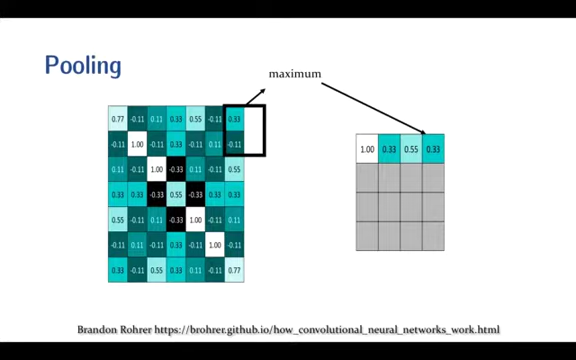 Pooling
maximum
0.77 -0.11 0.11 0.33 0.55 -0.11 0.33
-0.11 1.00 -0.11 0.33 -0.11 0.11 -0.11
0.11 -0.11 1.00 -0.33 0.11 -0.11 0.55
0.33 0.33 -0.33 0.55 -0.33 0.33 0.33
0.55 -0.11 0.11 -0.33 1.00 -0.11 0.11
-0.11 0.11 -0.11 0.33 -0.11 1.00 -0.11
0.33 -0.11 0.55 0.33 0.11 -0.11 0.77
1.00 0.33 0.55 0.33
Brandon Rohrer https://brohrer.github.io/how_convolutional_neural_networks_work.html